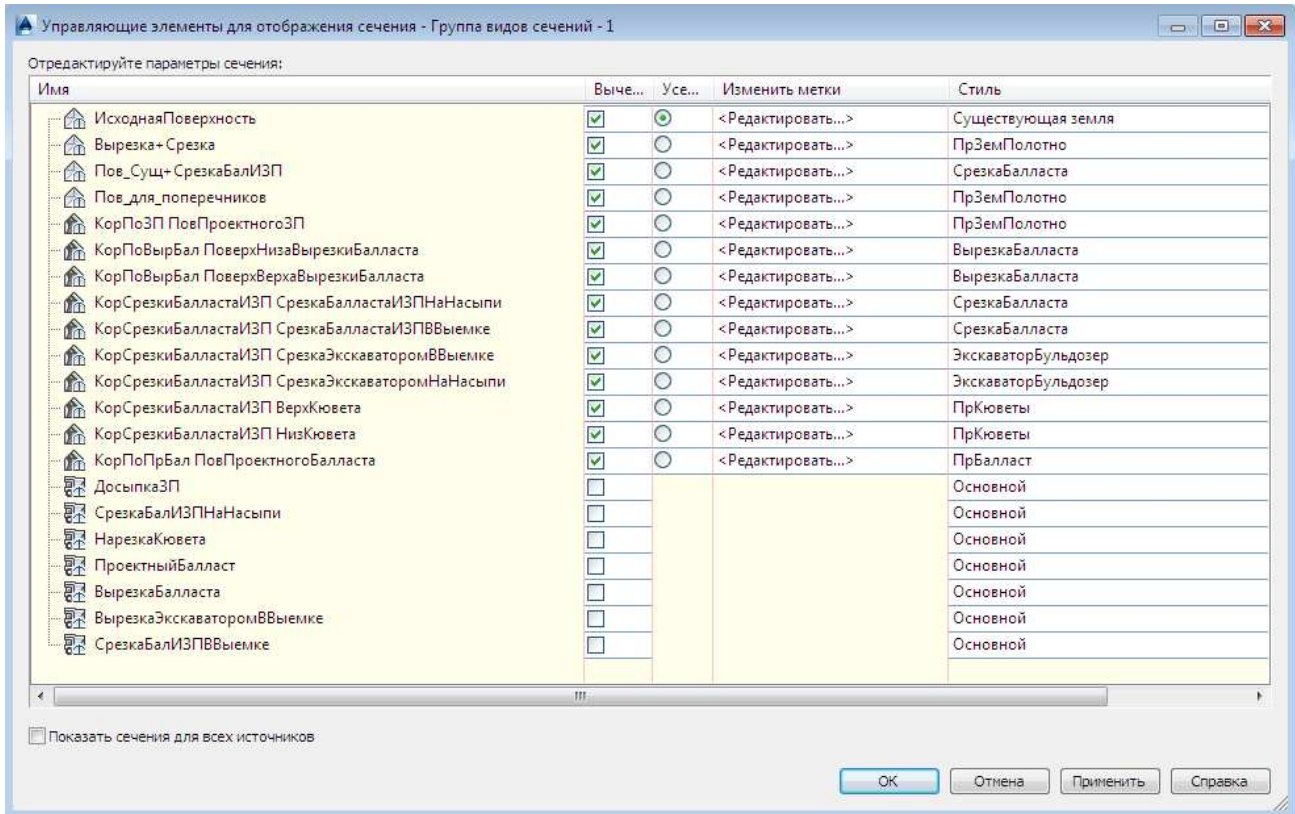 Управляющие элементы для отображения сечения - Группа видов сечений - 1
Отредактируйте параметры сечения:
Имя Выче... Усе... Изменить метки Стиль
ИсходнаяПоверхность <Редактировать...> Существующая земля
Вырезка+Срезка <Редактировать...> ПрЗемПолотно
Пов_Сущ+СрезкаБалИЗП <Редактировать...> СрезкаБалласта
Пов_для_поперечников <Редактировать...> ПрЗемПолотно
КорПоЗП ПовПроектногоЗП <Редактировать...> ПрЗемПолотно
КорПоВырБал ПоверхНизаВырезкиБалласта <Редактировать...> ВырезкаБалласта
КорПоВырБал ПоверхВерхаВырезкиБалласта <Редактировать...> ВырезкаБалласта
КорСрезкиБалластаИЗП СрезкаБалластаИЗПНаНасыпи <Редактировать...> СрезкаБалласта
КорСрезкиБалластаИЗП СрезкаБалластаИЗПВВыемке <Редактировать...> СрезкаБалласта
КорСрезкиБалластаИЗП СрезкаЭкскаваторомВВыемке <Редактировать...> ЭкскаваторБульдозер
КорСрезкиБалластаИЗП СрезкаЭкскаваторомНаНасыпи <Редактировать...> ЭкскаваторБульдозер
КорСрезкиБалластаИЗП ВерхКювета <Редактировать...> ПрКюветы
КорСрезкиБалластаИЗП НизКювета <Редактировать...> ПрКюветы
КорПоПрБал ПовПроектногоБалласта <Редактировать...> ПрБалласт
ДосыпкаЗП Основной
СрезкаБалИЗПНаНасыпи Основной
НарезкаКювета Основной
ПроектныйБалласт Основной
ВырезкаБалласта Основной
ВырезкаЭкскаваторомВВыемке Основной
СрезкаБалИЗПВВыемке Основной
Показать сечения для всех источников
ОК Отмена Применить Справка